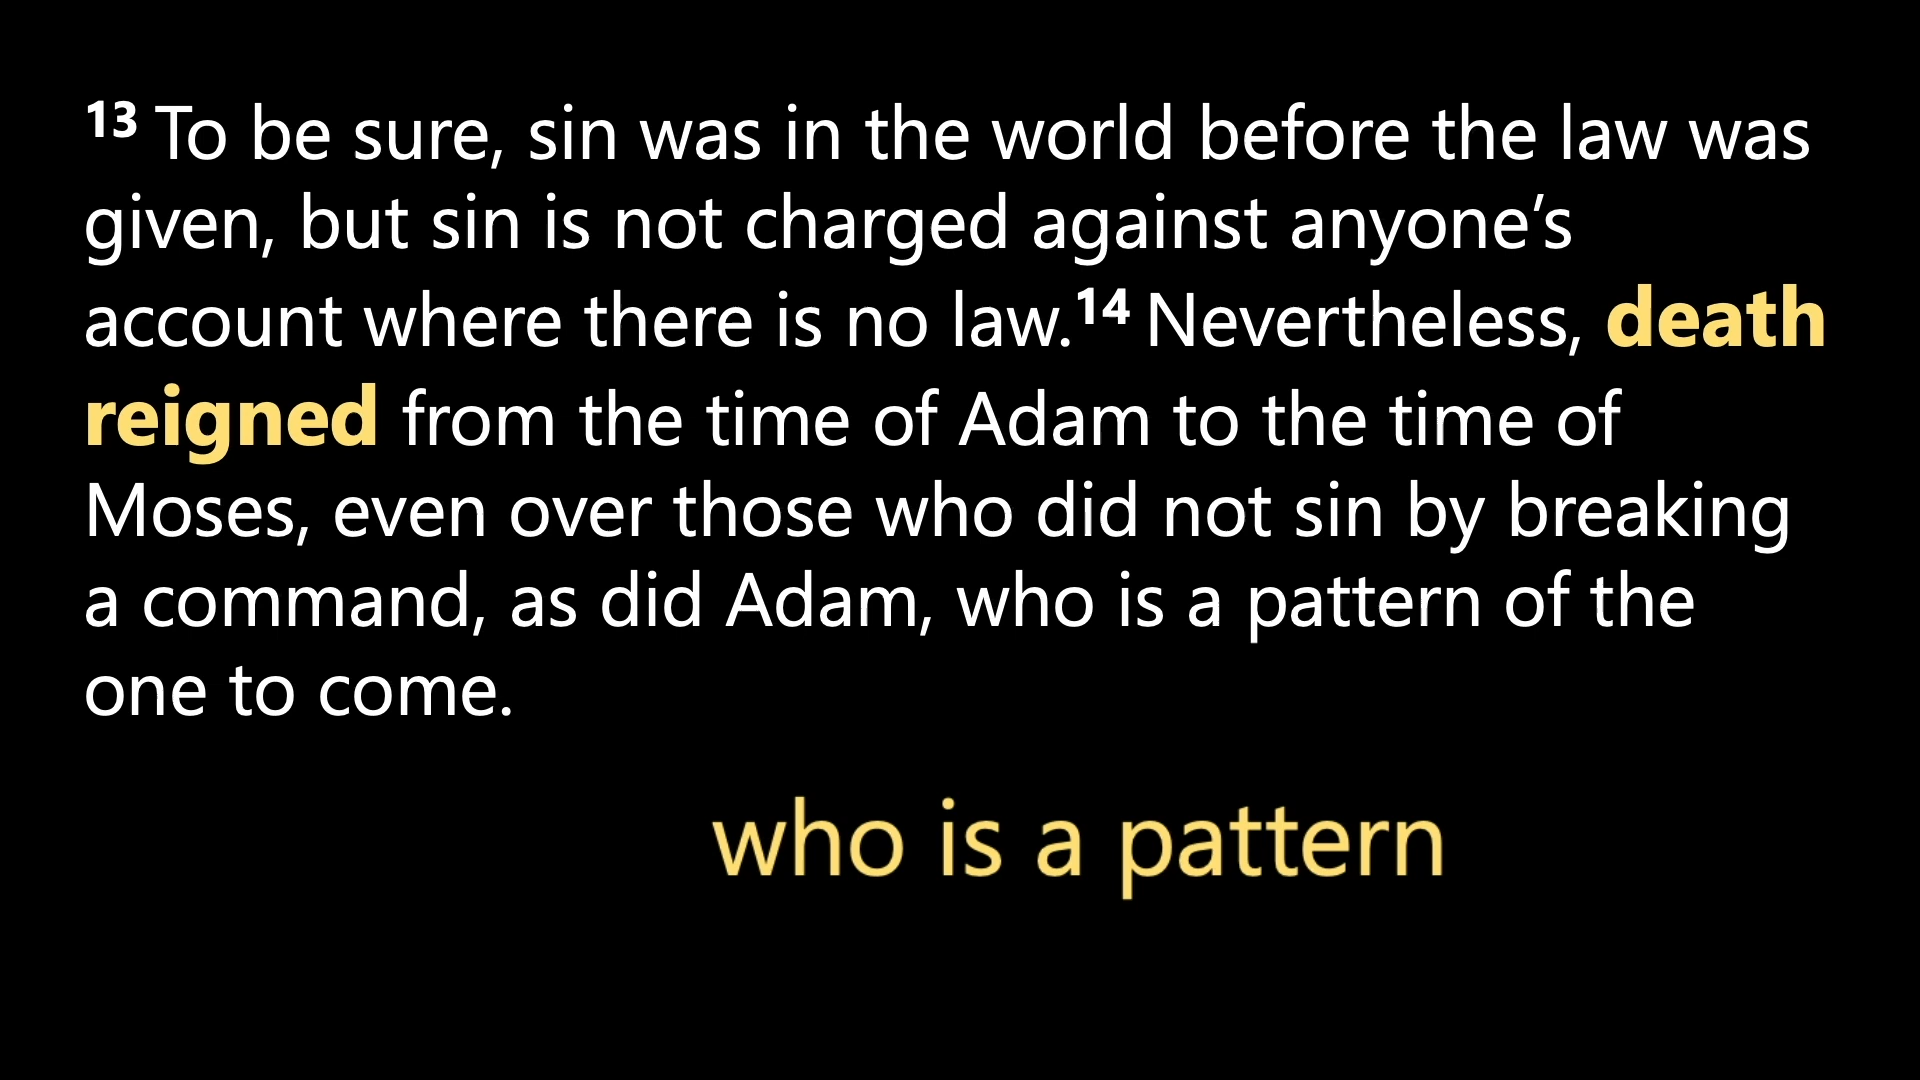 13 To be sure, sin was in the world before the law was
given, but sin is not charged against anyone’s
account where there is no law.14 Nevertheless, death
reigned from the time of Adam to the time of
Moses, even over those who did not sin by breaking
a command, as did Adam, who is a pattern of the
one to come.
who is a pattern